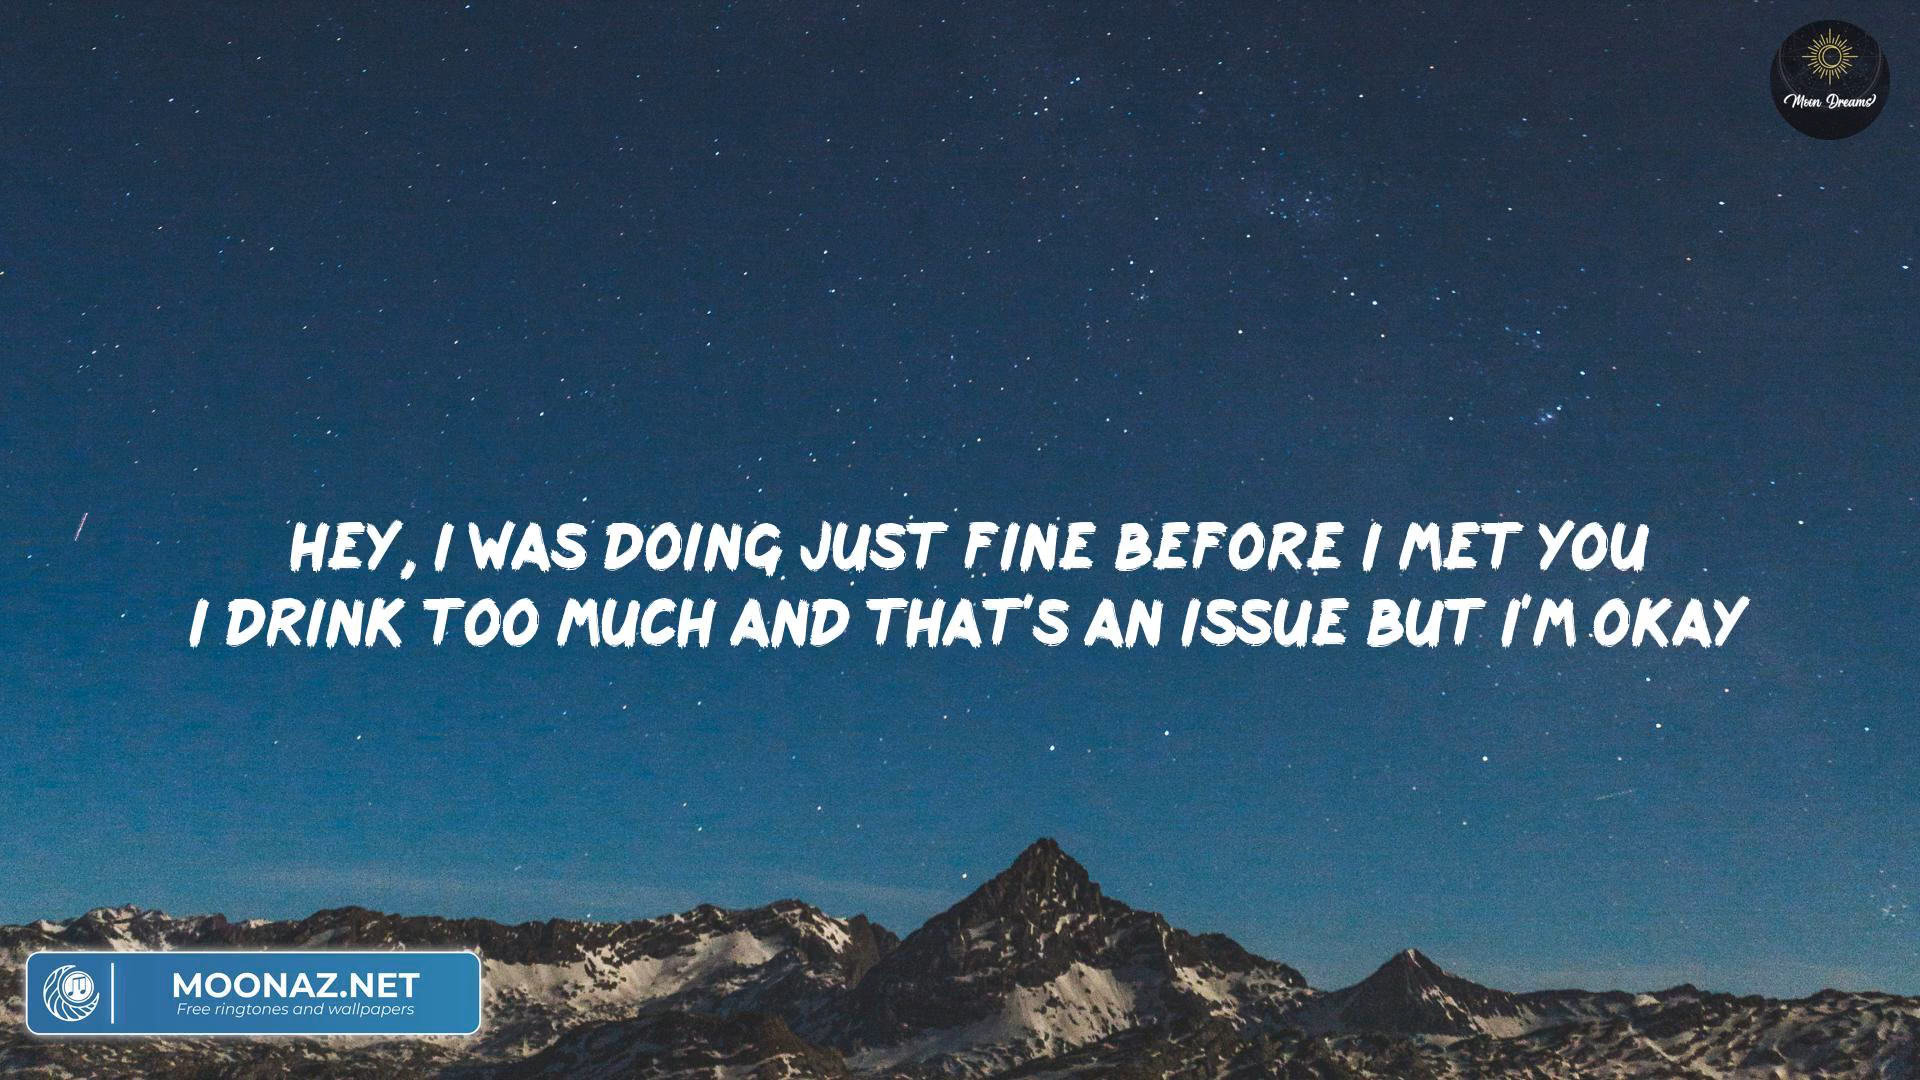 Moon Dreams
HEY, I WAS DOING JUST FINE BEFORE I MET YOU
I DRINK TOO MUCH AND THAT'S AN ISSUE BUT I'M OKAY
MOONAZ.NET
Free ringtones and wallpapers